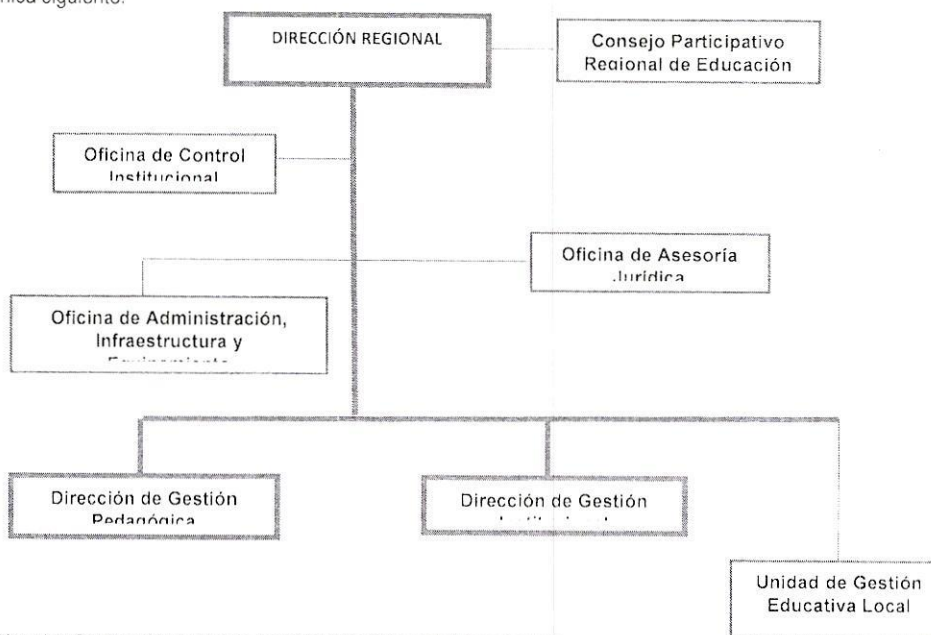 siguiente:
DIRECCIÓN REGIONAL
Consejo Participativo
Regional de Educación
Oficina de Control
Institucional
Oficina de Asesoría
Jurídica
Oficina de Administración,
Infraestructura y
Dirección de Gestión
Pedagógica
Dirección de Gestión
Unidad de Gestión
Educativa Local